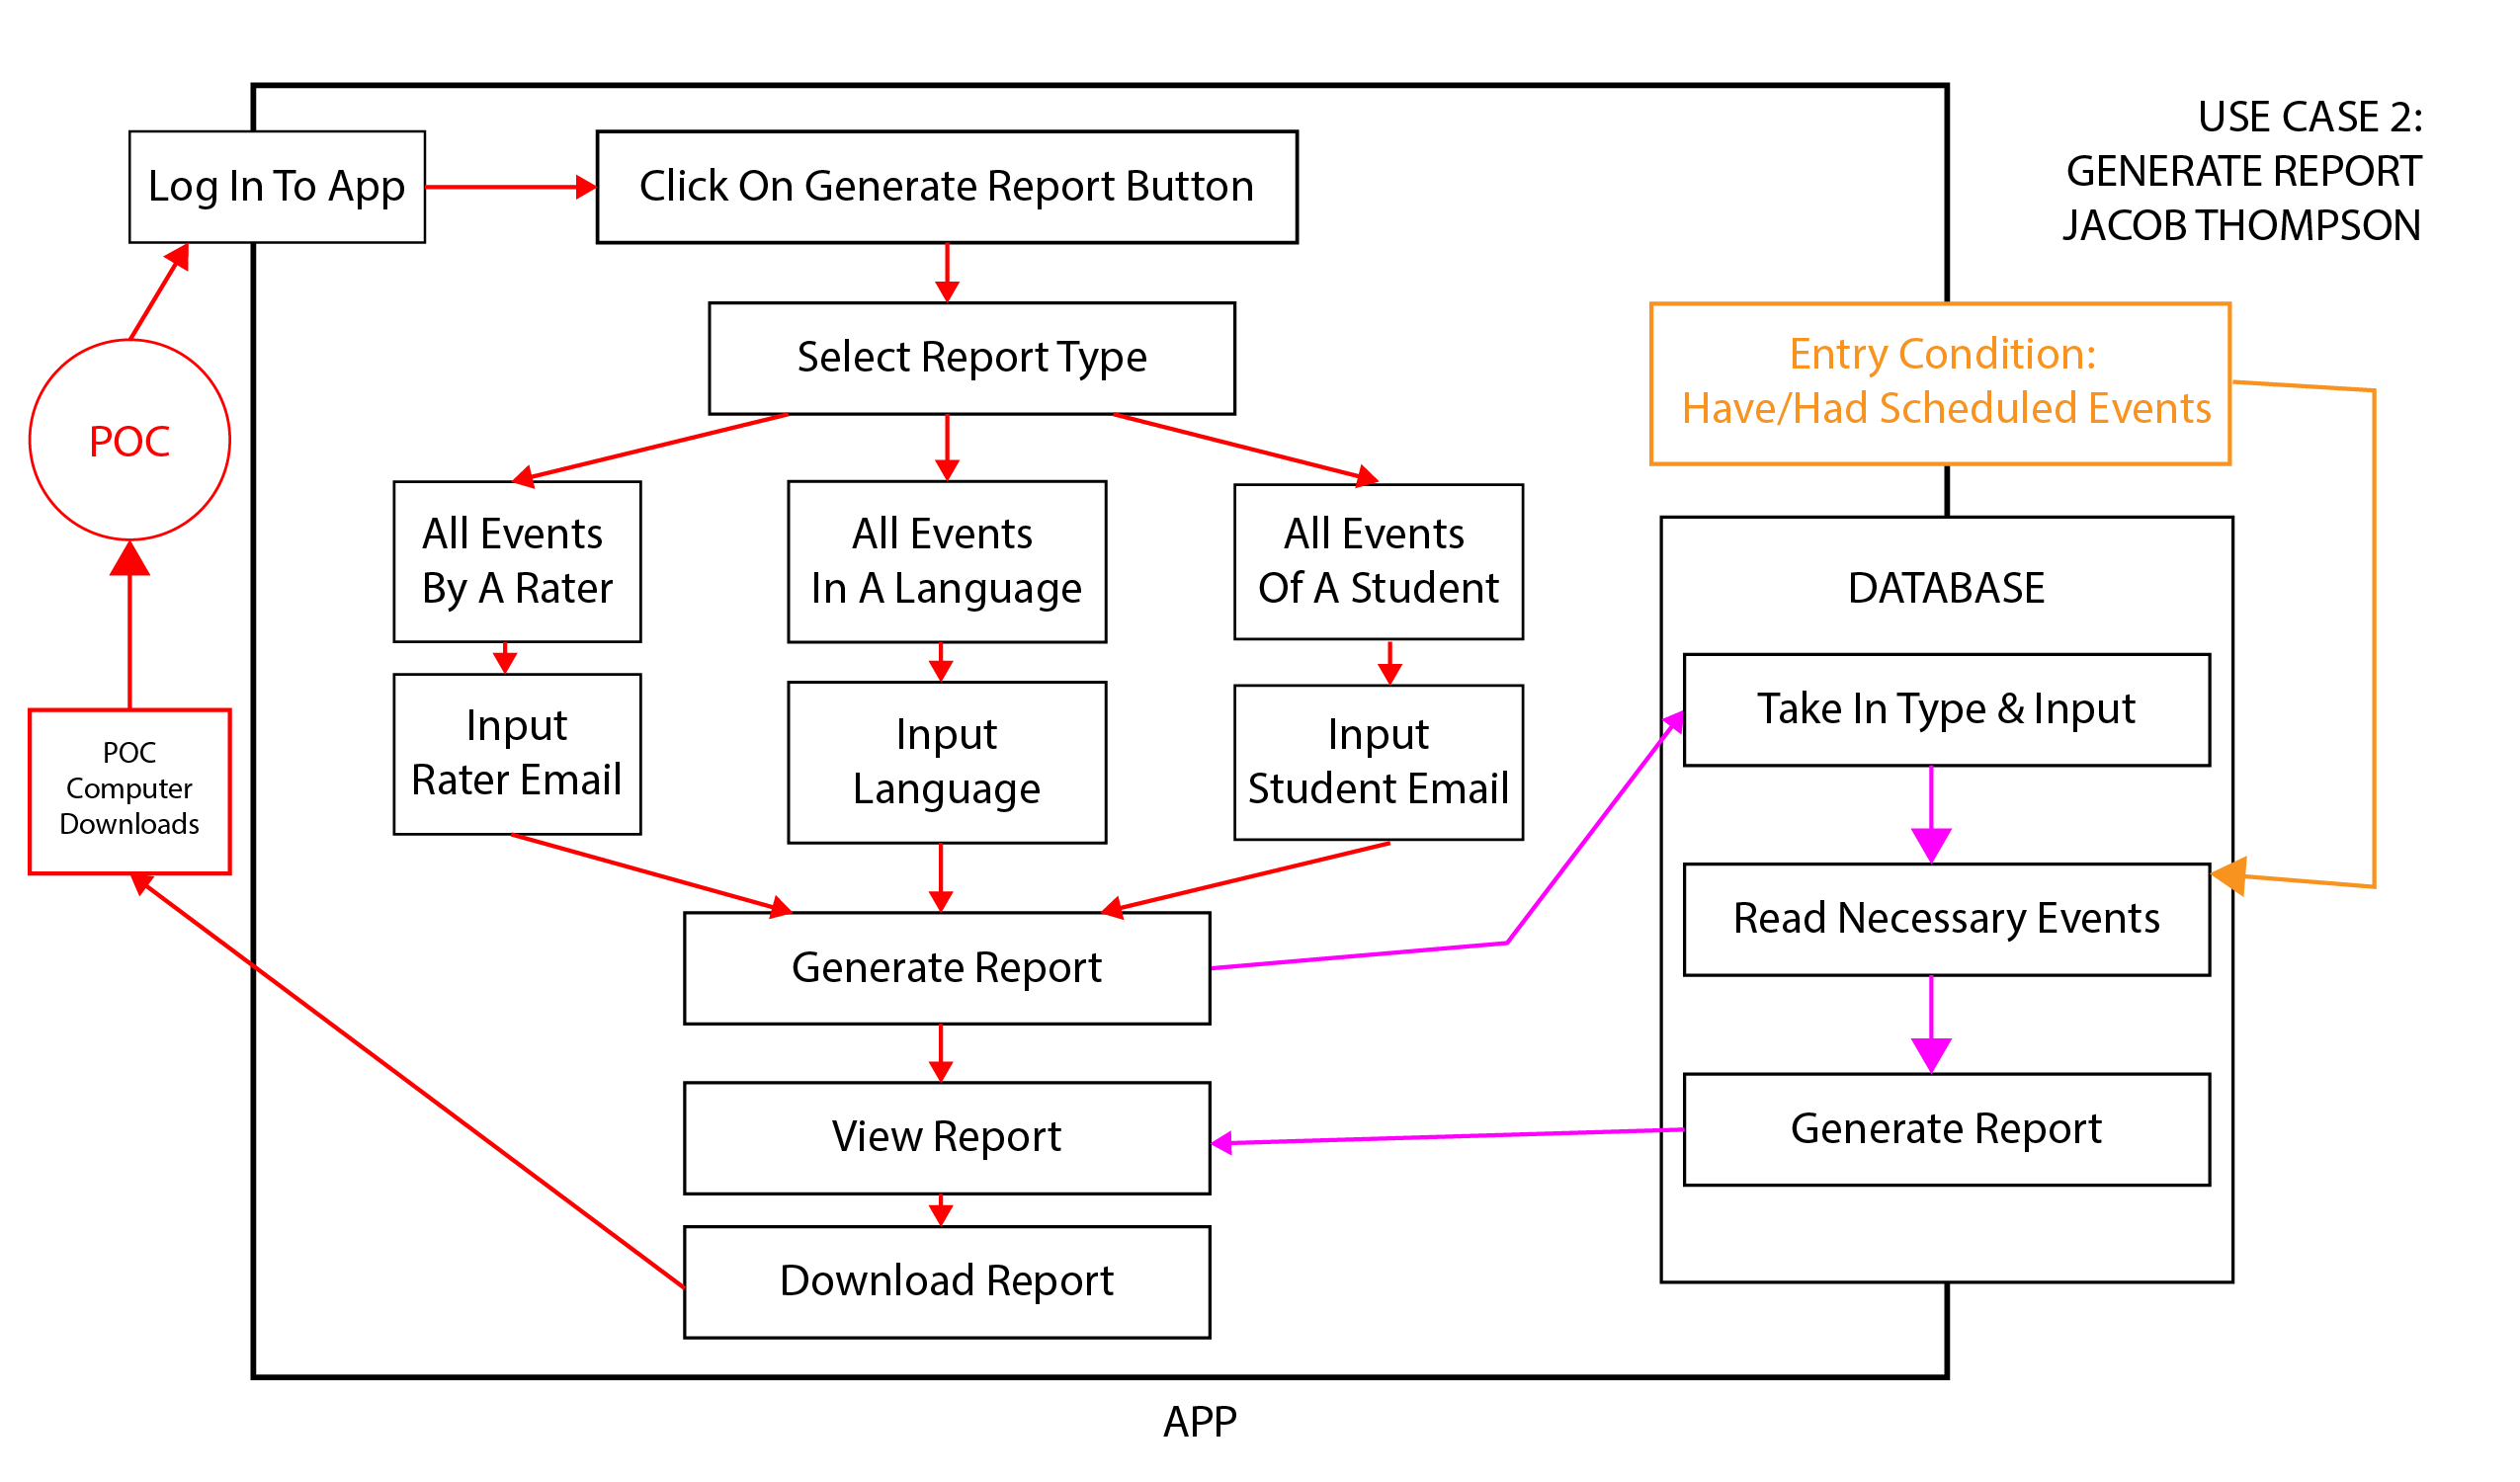 USE CASE 2:
GENERATE REPORT
JACOB THOMPSON
Log In To App
Click On Generate Report Button
Select Report Type
Entry Condition:
Have/Had Scheduled Events
POC
All Events
By A Rater
All Events
In A Language
All Events
Of A Student
DATABASE
Input
Rater Email
Input
Language
Input
Student Email
Take In Type & Input
POC
Computer
Downloads
Read Necessary Events
Generate Report
View Report
Generate Report
Download Report
APP